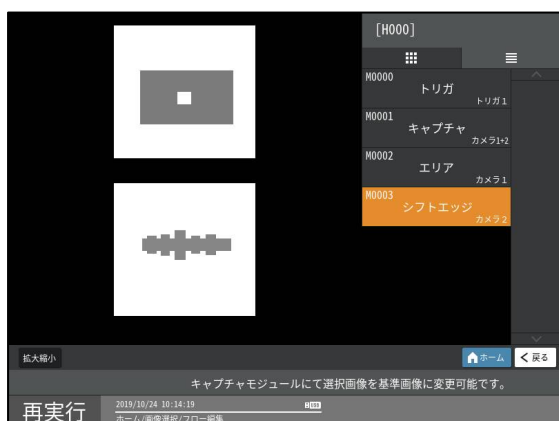 [H000]
M0000
トリガ
トリガ1
M0001
キャプチャ
カメラ1+2
M0002
エリア
カメラ1
M0003
シフトエッジ
カメラ2
拡大縮小
ホーム
戻る
キャプチャモジュールにて選択画像を基準画像に変更可能です。
再実行
2019/10/24 10:14:19
ホーム/画像選択/フロー編集